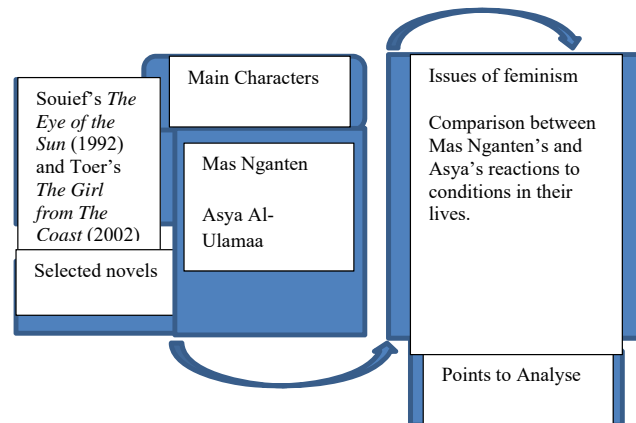 Souief's The
Eye of the
Sun (1992)
and Toer's
The Girl
from The
Coast (2002)
Selected novels
Main Characters
Mas Nganten
Asya Al-
Ulamaa
Issues of feminism
Comparison between
Mas Nganten's and
Asya's reactions to
conditions in their
lives.
Points to Analyse